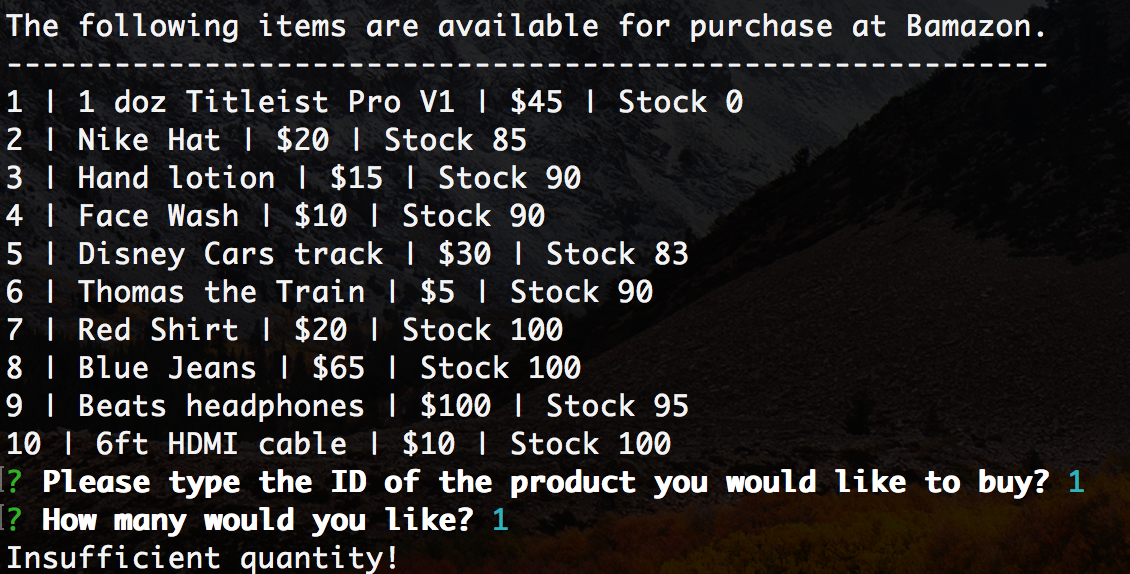 The following items are available for purchase at Bamazon.
----------------------------------------------------------
1 | 1 doz Titleist Pro V1 | $45 | Stock 0
2 | Nike Hat | $20 | Stock 85
3 | Hand lotion | $15 | Stock 90
4 | Face Wash | $10 | Stock 90
5 | Disney Cars track | $30 | Stock 83
6 | Thomas the Train | $5 | Stock 90
7 | Red Shirt | $20 | Stock 100
8 | Blue Jeans | $65 | Stock 100
9 | Beats headphones | $100 | Stock 95
10 | 6ft HDMI cable | $10 | Stock 100
? Please type the ID of the product you would like to buy? 1
? How many would you like? 1
Insufficient quantity!